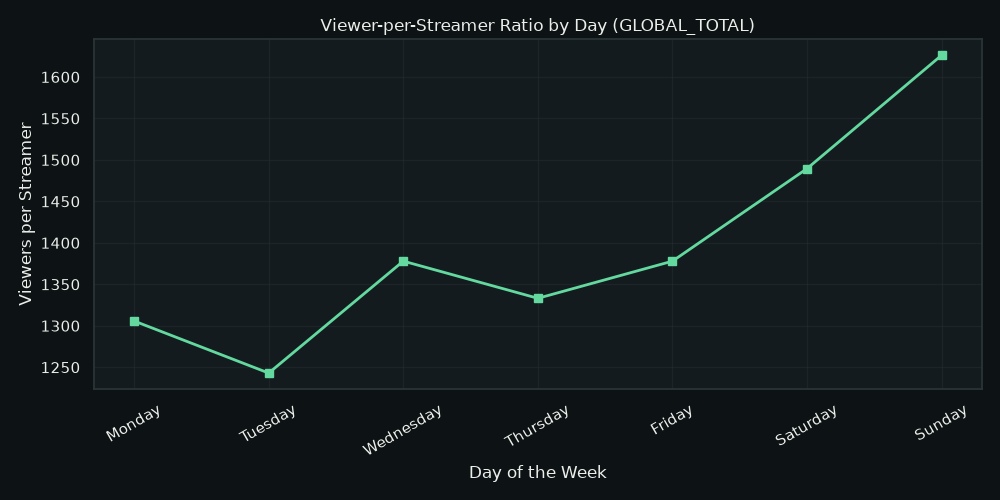 Viewer-per-Streamer Ratio by Day (GLOBAL_TOTAL)
Viewers per Streamer
1600
1550
1500
1450
1400
1350
1300
1250
Monday
Tuesday
Wednesday
Thursday
Friday
Saturday
Sunday
Day of the Week